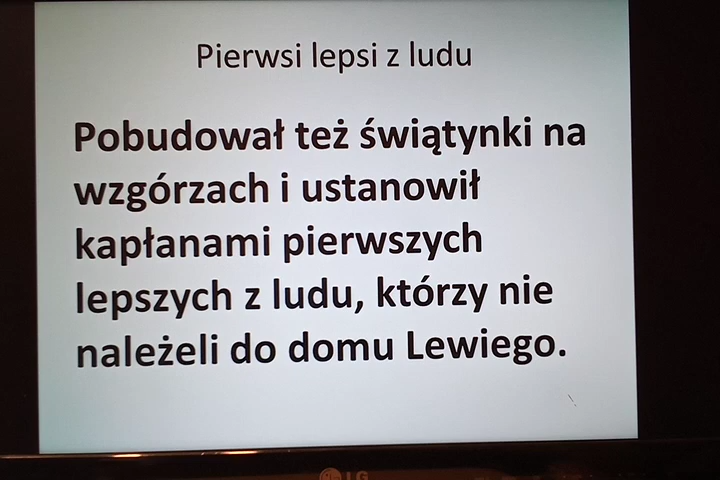 Pierwsi lepsi z ludu
Pobudował też świątynki na
wzgórzach i ustanowił
kapłanami pierwszych
lepszych z ludu, którzy nie
należeli do domu Lewiego.
LG